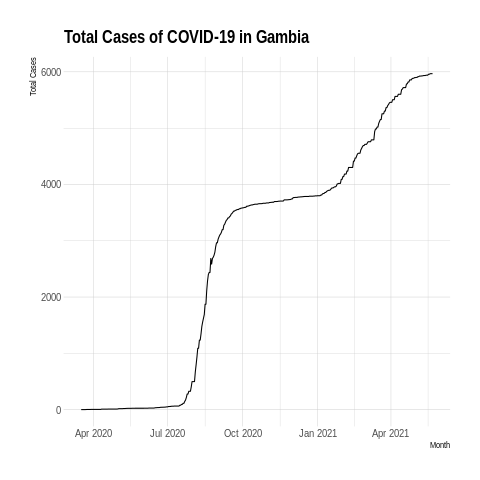 Total Cases of COVID-19 in Gambia
Total Cases
6000
4000
2000
0
Apr 2020 Jul 2020 Oct 2020 Jan 2021 Apr 2021
Month